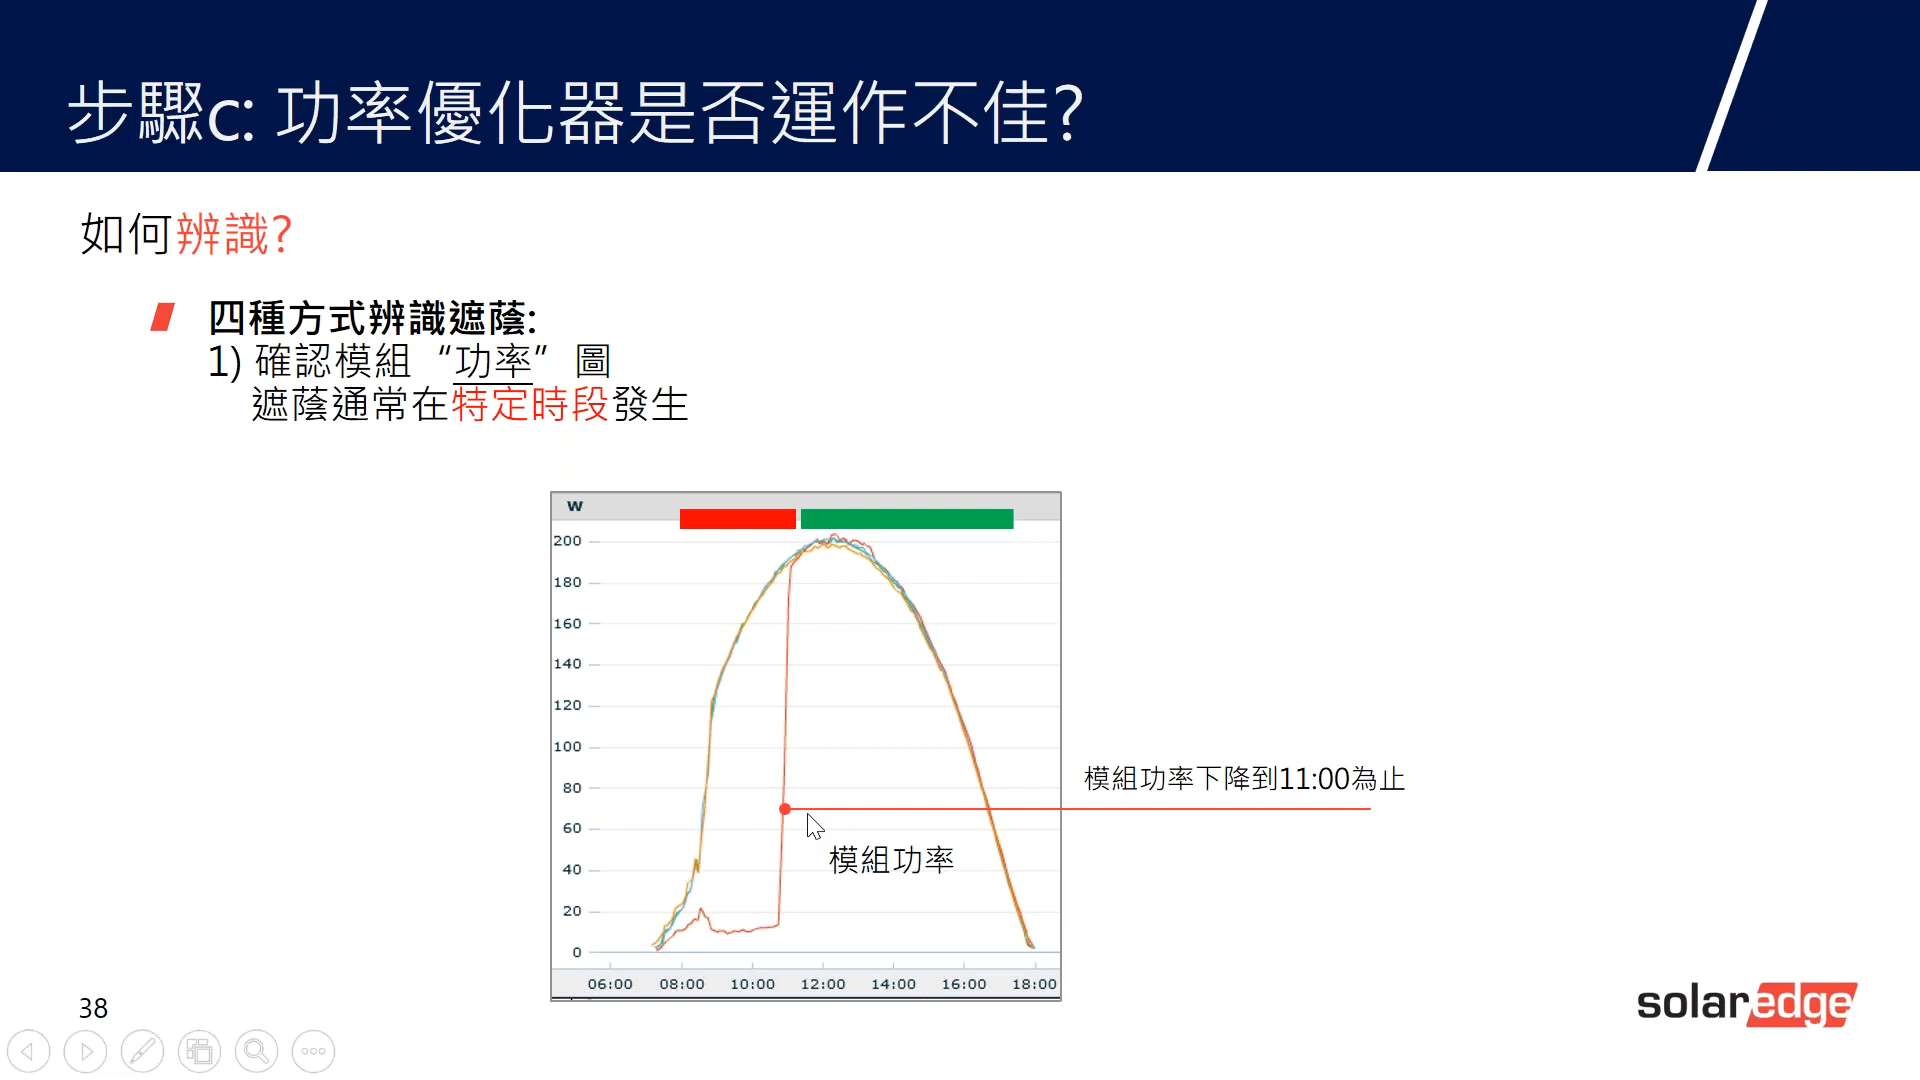 步驟c: 功率優化器是否運作不佳?
如何辨識?
四種方式辨識遮蔭:
1) 確認模組“功率”圖
遮蔭通常在特定時段發生
W
200
180
160
140
120
100
80
60
40
20
0
06:00 08:00 10:00 12:00 14:00 16:00 18:00
模組功率下降到11:00為止
模組功率
38
solaredge